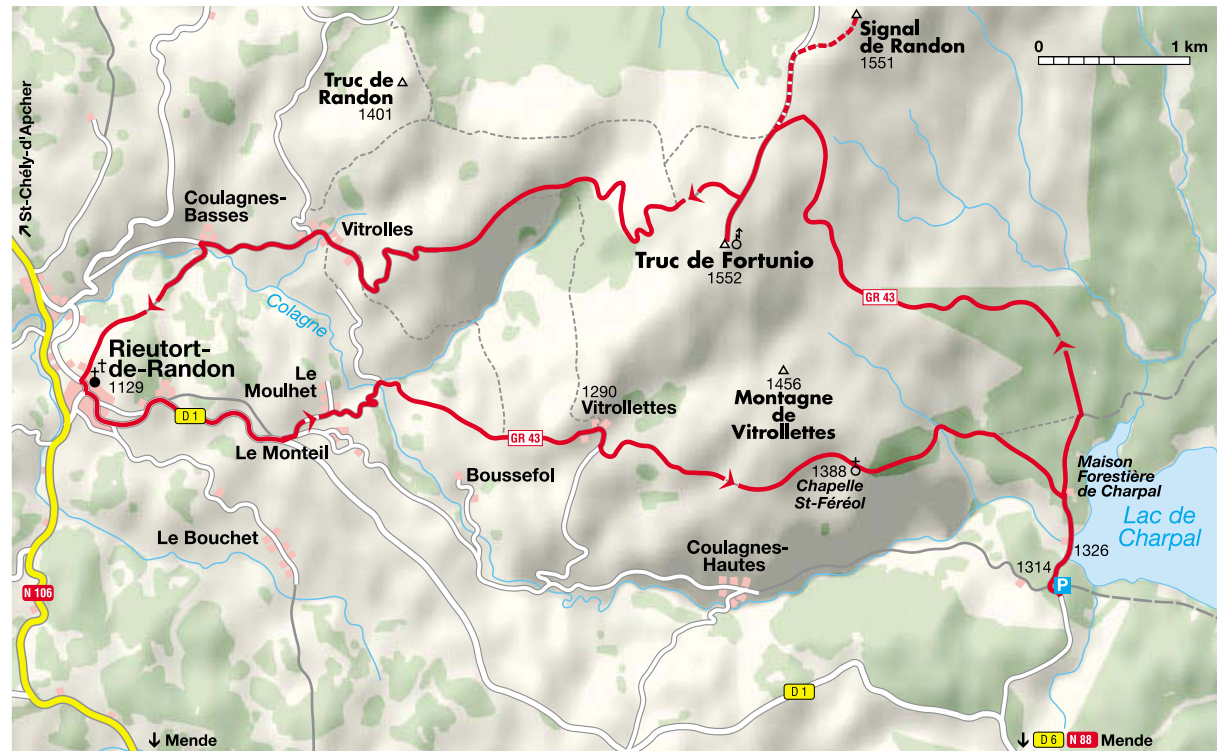 Signal
de Randon
1551
0 1 km
Truc de
Randon
1401
St-Chély-d'Apcher
Coulagnes-
Basses
Vitrolles
Truc de Fortunio
1552
GR 43
Colagne
Rieutort-
de-Randon
1129
Le
Moulhet
1290
Vitrollettes
1456
Montagne
de
Vitrollettes
D 1
GR 43
Le Monteil
Boussefol
1388
Chapelle
St-Féréol
Maison
Forestière
de Charpal
Lac de
Charpal
Le Bouchet
Coulagnes-
Hautes
1326
1314
P
N 106
D 1
Mende
D 6 N 88 Mende